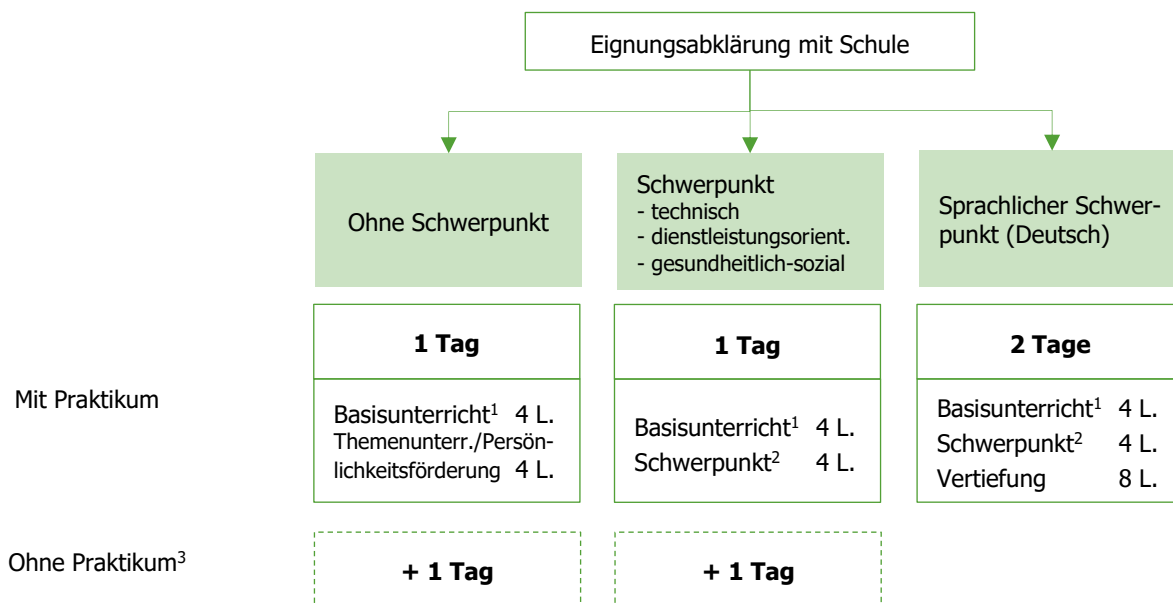 Eignungsabklärung mit Schule
Ohne Schwerpunkt
Schwerpunkt
- technisch
- dienstleistungsorient.
- gesundheitlich-sozial
Sprachlicher Schwer-
punkt (Deutsch)
Mit Praktikum
1 Tag
Basisunterricht¹ 4 L.
Themenunterr./Persön-
lichkeitsförderung 4 L.
1 Tag
Basisunterricht¹ 4 L.
Schwerpunkt² 4 L.
2 Tage
Basisunterricht¹ 4 L.
Schwerpunkt² 4 L.
Vertiefung 8 L.
Ohne Praktikum³
+ 1 Tag
+ 1 Tag